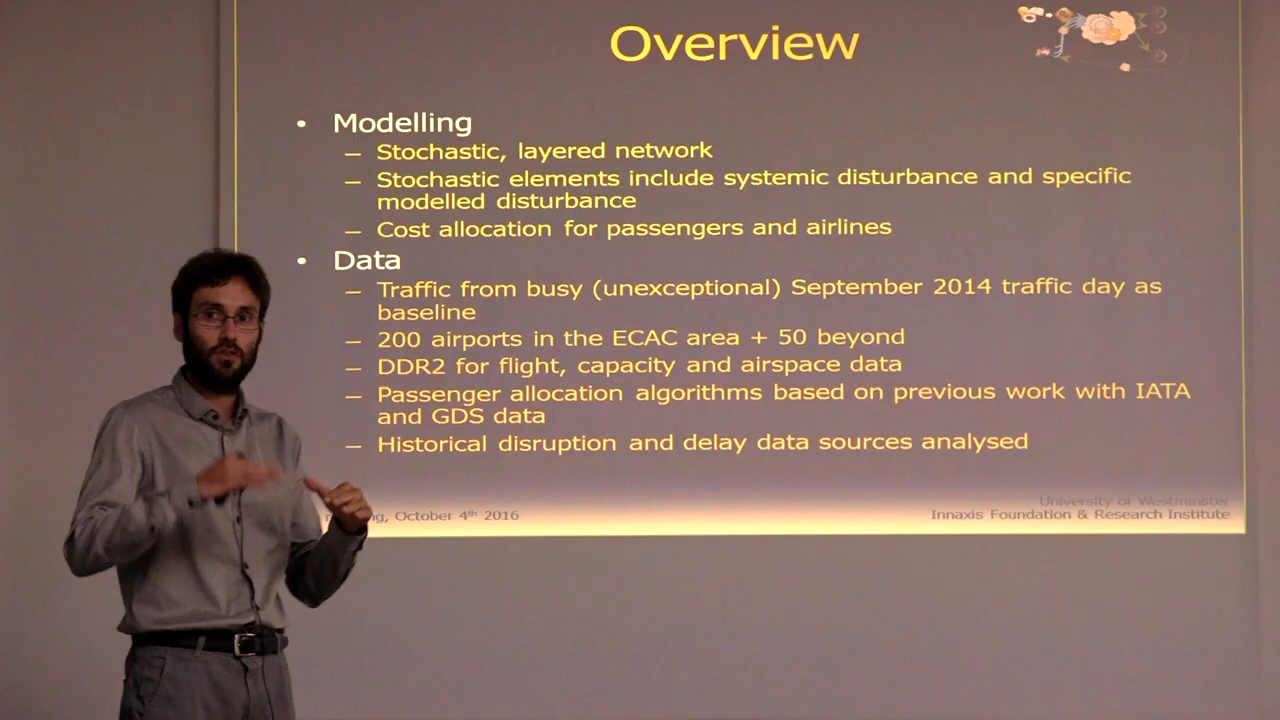 Overview
• Modelling
– Stochastic, layered network
– Stochastic elements include systemic disturbance and specific
modelled disturbance
– Cost allocation for passengers and airlines
• Data
– Traffic from busy (unexceptional) September 2014 traffic day as
baseline
– 200 airports in the ECAC area + 50 beyond
– DDR2 for flight, capacity and airspace data
– Passenger allocation algorithms based on previous work with IATA
and GDS data
– Historical disruption and delay data sources analysed
October 4th 2016
University of Westminster
Innaxis Foundation & Research Institute